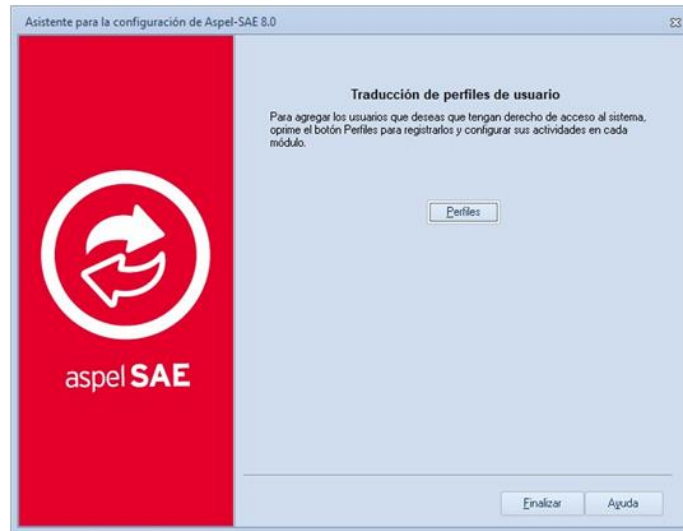 Asistente para la configuración de Aspel-SAE 8.0
Traducción de perfiles de usuario
Para agregar los usuarios que deseas que tengan derecho de acceso al sistema,
oprime el botón Perfiles para registrarlos y configurar sus actividades en cada
módulo.
Perfiles
aspel SAE
Finalizar
Ayuda